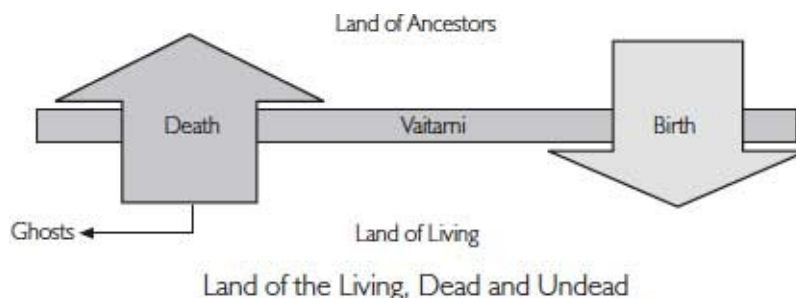 Land of Ancestors
Death
Vaitarni
Birth
Ghosts
Land of Living
Land of the Living, Dead and Undead